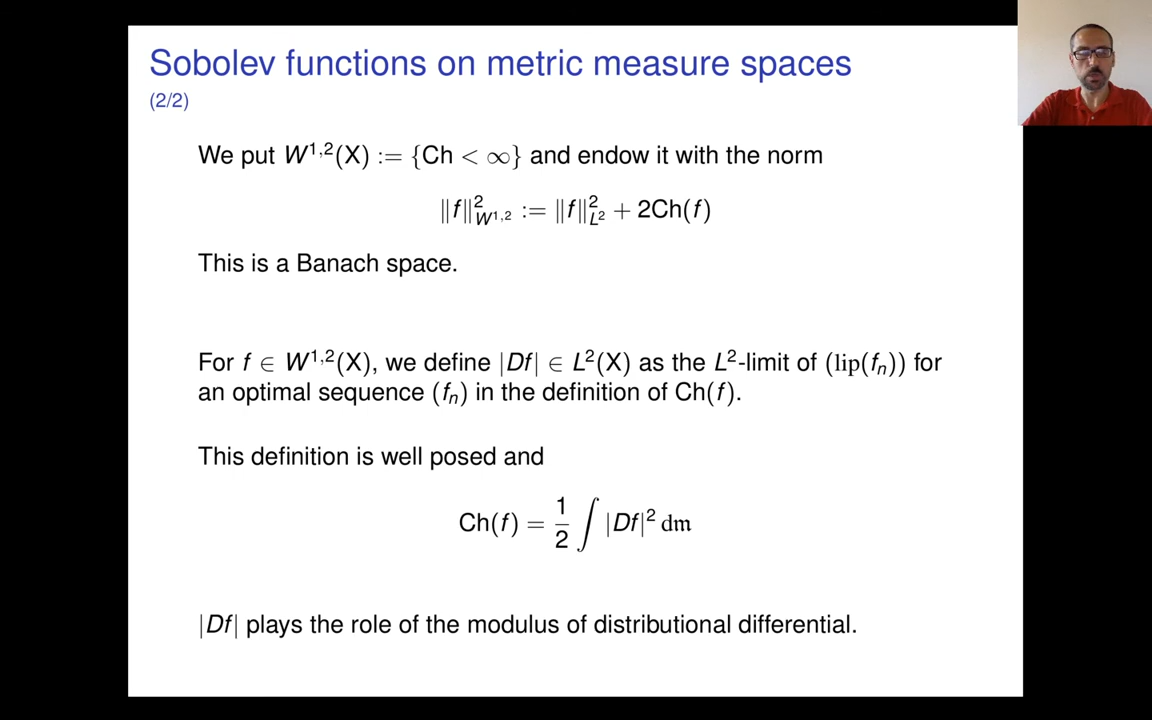 Sobolev functions on metric measure spaces
(2/2)
We put W^{1,2}(X) := {Ch < ∞} and endow it with the norm
‖f‖²_{W^{1,2}} := ‖f‖²_{L²} + 2Ch(f)
This is a Banach space.
For f ∈ W^{1,2}(X), we define |Df| ∈ L²(X) as the L²-limit of (lip(f_n)) for
an optimal sequence (f_n) in the definition of Ch(f).
This definition is well posed and
Ch(f) = \frac{1}{2} ∫ |Df|² d𝔪
|Df| plays the role of the modulus of distributional differential.